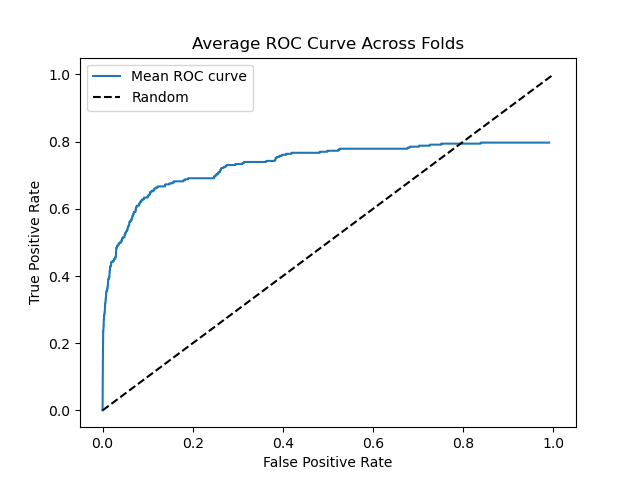 Average ROC Curve Across Folds
Mean ROC curve
Random
True Positive Rate
1.0
0.8
0.6
0.4
0.2
0.0
0.0 0.2 0.4 0.6 0.8 1.0
False Positive Rate